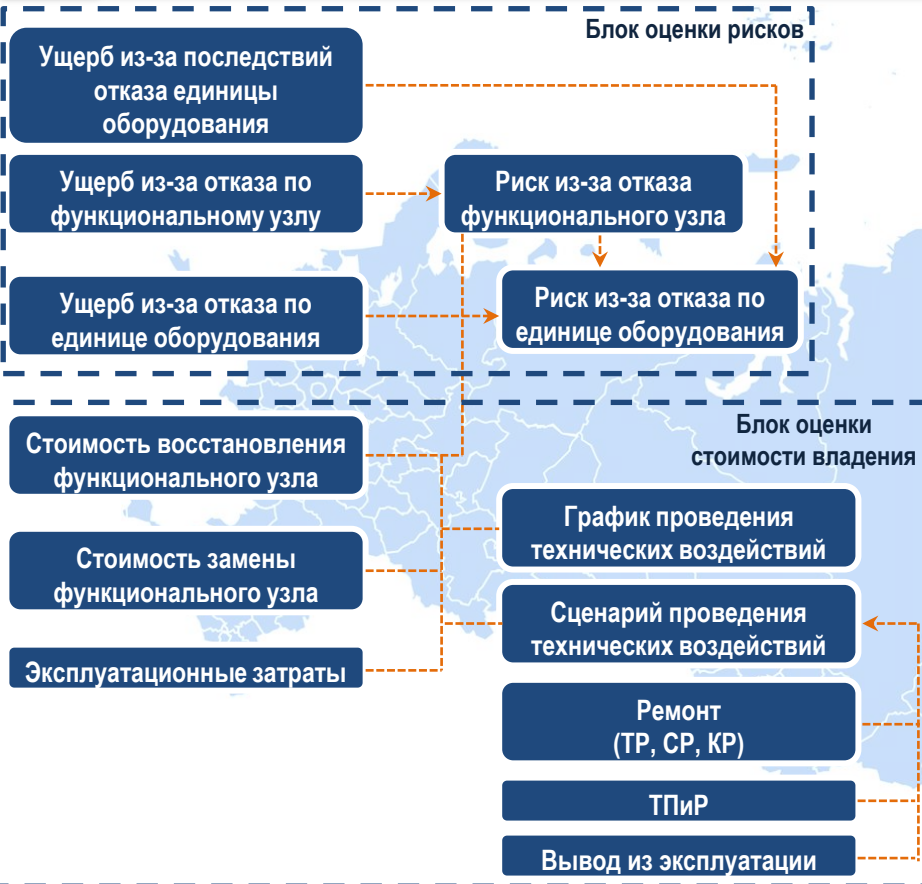 Блок оценки рисков
Ущерб из-за последствий
отказа единицы
оборудования
Ущерб из-за отказа по
функциональному узлу
Риск из-за отказа
функционального узла
Ущерб из-за отказа по
единице оборудования
Риск из-за отказа по
единице оборудования
Блок оценки
стоимости владения
Стоимость восстановления
функционального узла
График проведения
технических воздействий
Стоимость замены
функционального узла
Сценарий проведения
технических воздействий
Эксплуатационные затраты
Ремонт
(ТР, СР, КР)
ТПиР
Вывод из эксплуатации